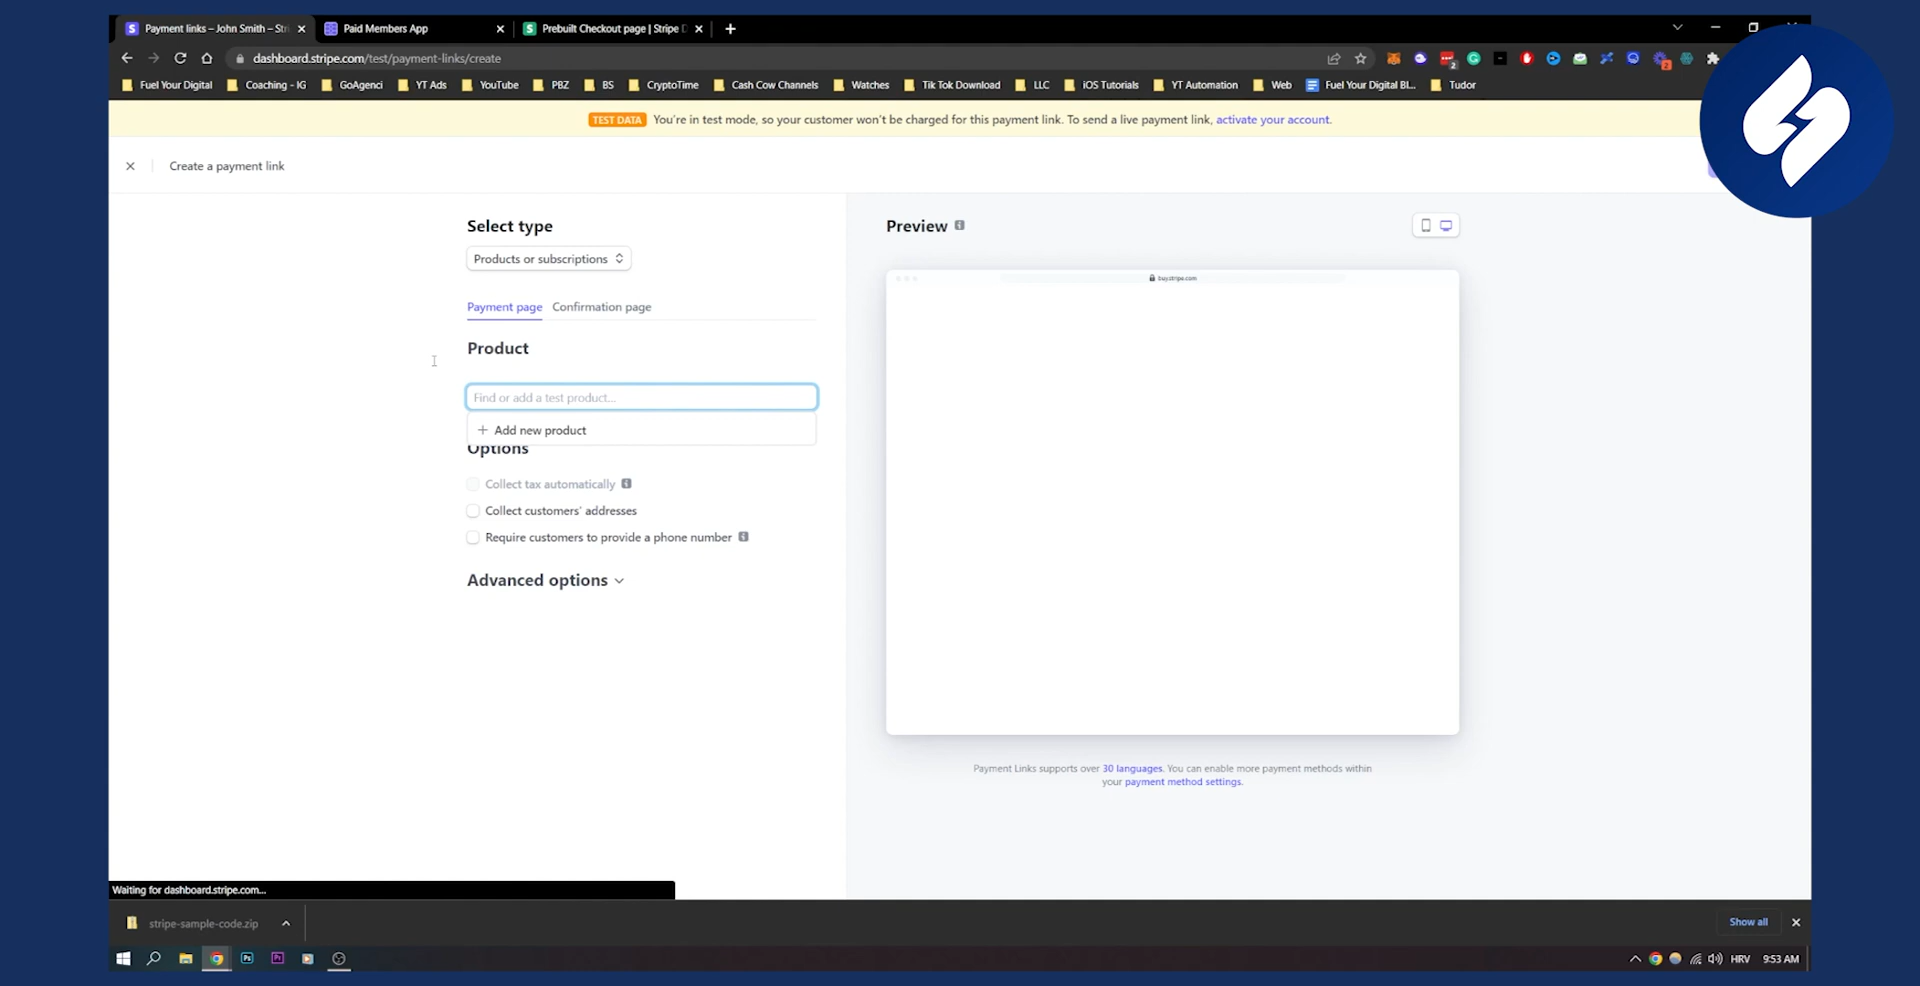 Payment links – John Smith – Str
Paid Members App
Prebuilt Checkout page | Stripe D
dashboard.stripe.com/test/payment-links/create
Fuel Your Digital
Coaching - IG
GoAgenci
YT Ads
YouTube
PBZ
BS
CryptoTime
Cash Cow Channels
Watches
Tik Tok Download
LLC
iOS Tutorials
YT Automation
Web
Fuel Your Digital Bl...
Tudor
TEST DATA You're in test mode, so your customer won't be charged for this payment link. To send a live payment link, activate your account.
Create a payment link
Select type
Products or subscriptions
Payment page Confirmation page
Product
Find or add a test product...
+ Add new product
Options
Collect tax automatically
Collect customers' addresses
Require customers to provide a phone number
Advanced options
Preview
buy.stripe.com
Payment Links supports over 30 languages. You can enable more payment methods within
your payment method settings.
Waiting for dashboard.stripe.com...
stripe-sample-code.zip
Show all
HRV 9:53 AM